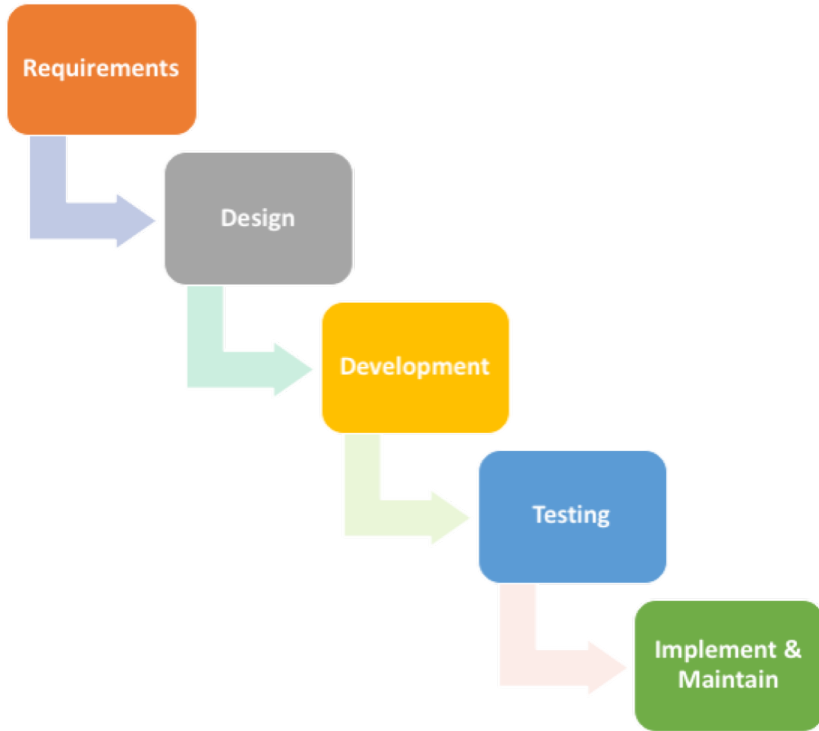 Requirements
Design
Development
Testing
Implement &
Maintain